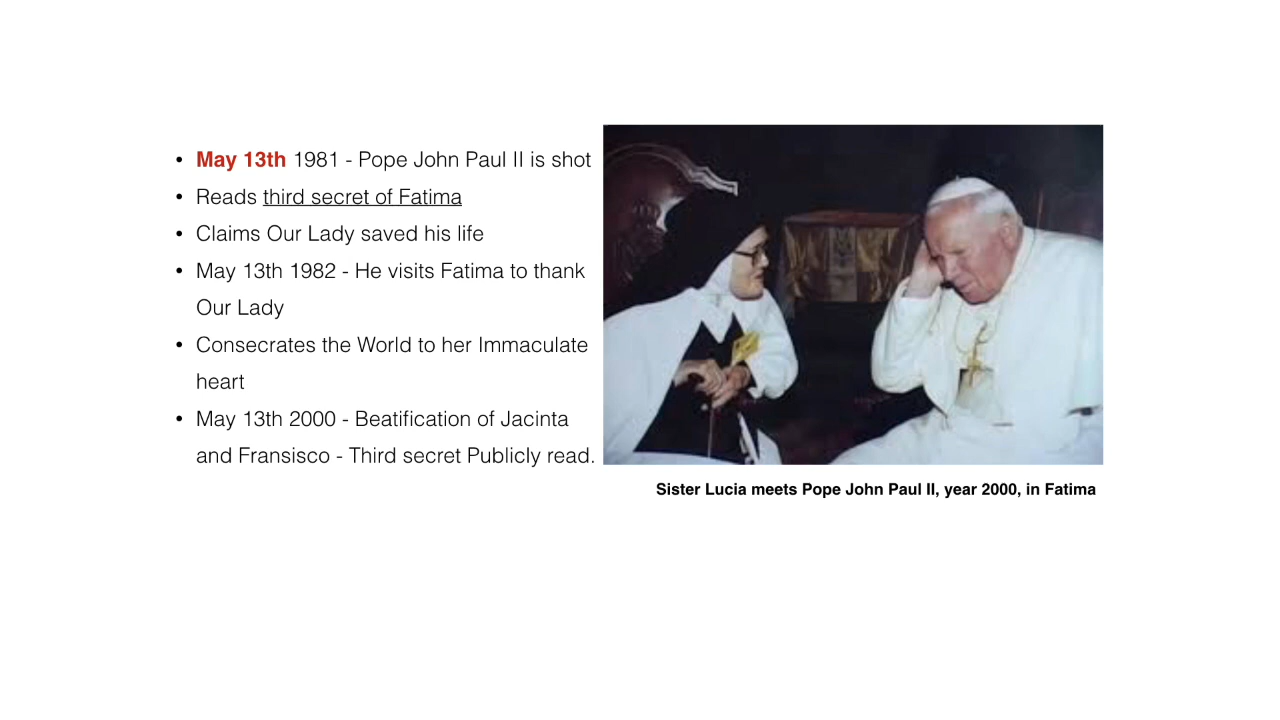 • May 13th 1981 - Pope John Paul II is shot
• Reads third secret of Fatima
• Claims Our Lady saved his life
• May 13th 1982 - He visits Fatima to thank
Our Lady
• Consecrates the World to her Immaculate
heart
• May 13th 2000 - Beatification of Jacinta
and Fransisco - Third secret Publicly read.
Sister Lucia meets Pope John Paul II, year 2000, in Fatima